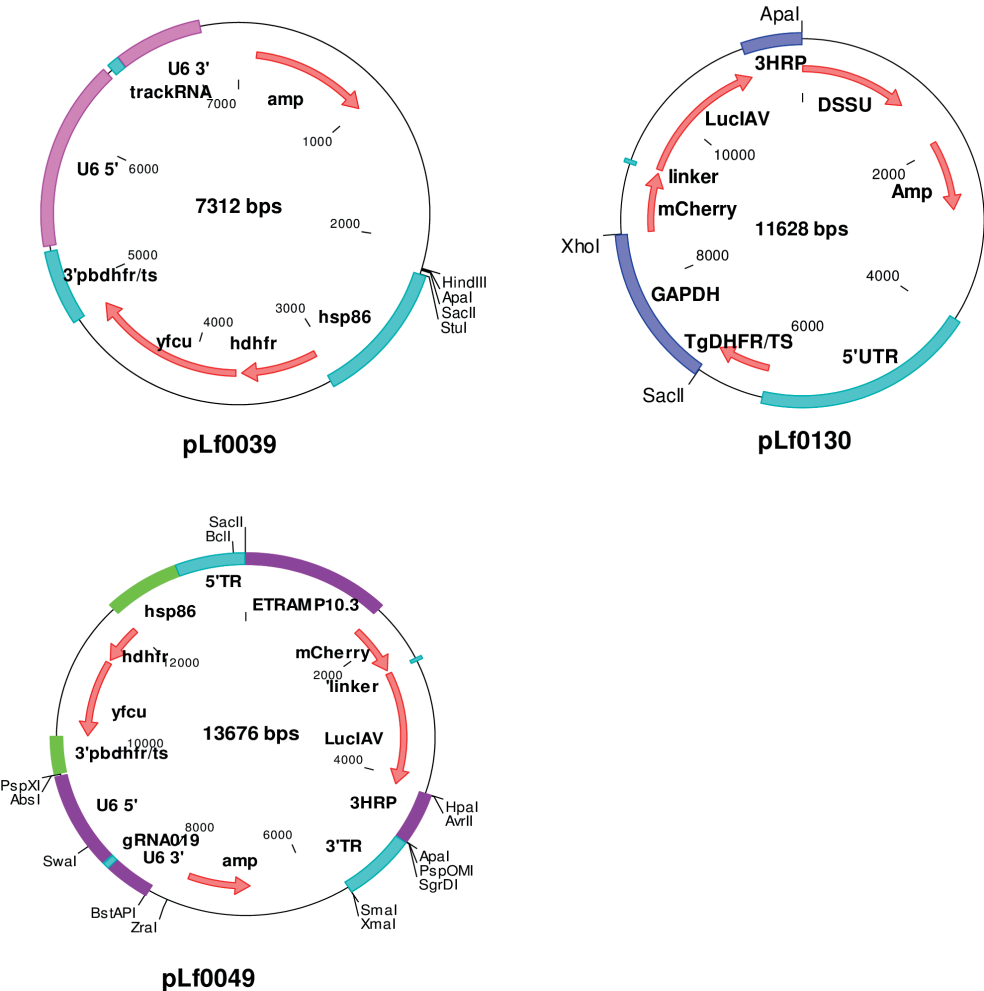 U6 3'
trackRNA
7000
amp
1000
U6 5'
6000
7312 bps
2000
5000
3'pbdhfr/ts
HindIII
ApaI
SacII
StuI
3000
hsp86
4000
yfcu
hdhfr
pLf0039
ApaI
3HRP
DSSU
LucIAV
10000
2000
linker
Amp
mCherry
11628 bps
XhoI
8000
4000
GAPDH
6000
TgDHFR/TS
5'UTR
SacII
pLf0130
SacII
BclI
5'TR
ETRAMP10.3
hsp86
mCherry
hdhfr
12000
2000
'linker
yfcu
13676 bps
LucIAV
10000
3'pbdhfr/ts
4000
PspXI
AbsI
3HRP
HpaI
AvrII
U6 5'
8000
6000
gRNA019
U6 3'
3'TR
SwaI
amp
ApaI
PspOMI
SgrDI
BstAPI
ZraI
SmaI
XmaI
pLf0049